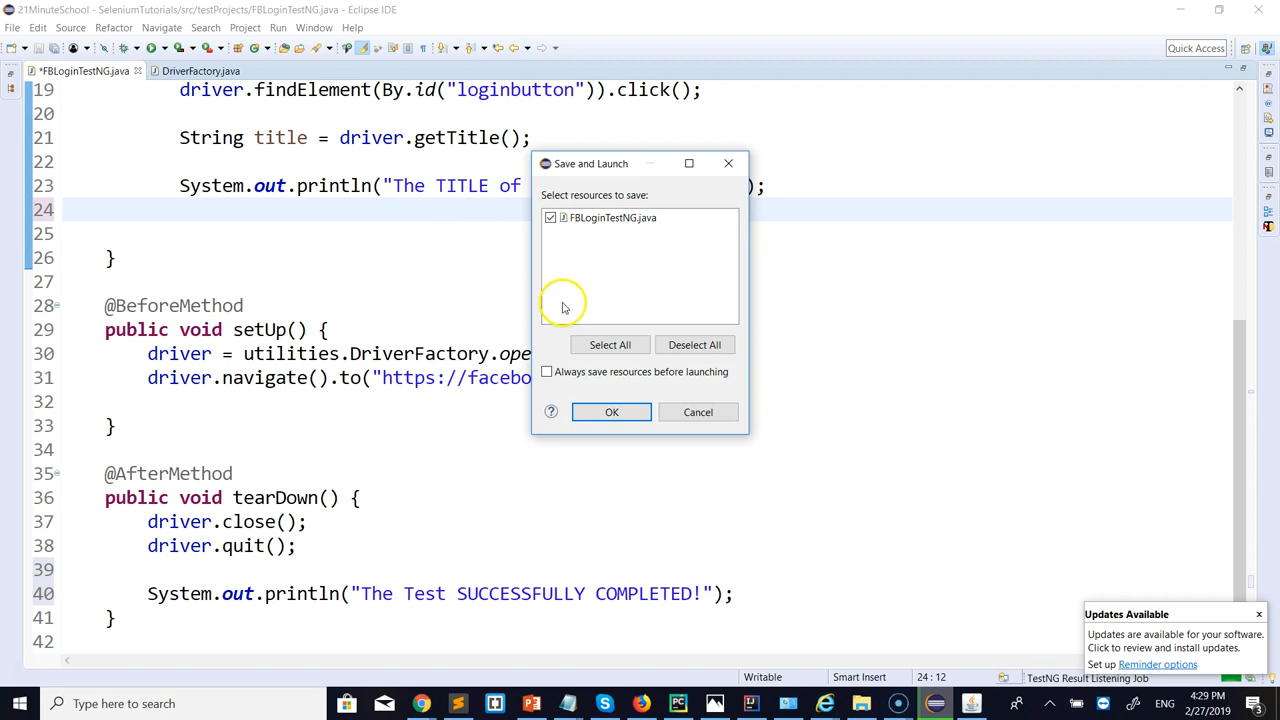 21MinuteSchool - SeleniumTutorials/src/testProjects/FBLoginTestNG.java - Eclipse IDE
File Edit Source Refactor Navigate Search Project Run Window Help
Quick Access
*FBLoginTestNG.java DriverFactory.java
19 driver.findElement(By.id("loginbutton")).click();
20
21 String title = driver.getTitle();
22
23 System.out.println("The TITLE of );
24
25
26 }
27
28 @BeforeMethod
29 public void setUp() {
30 driver = utilities.DriverFactory.ope
31 driver.navigate().to("https://facebo
32
33 }
34
35 @AfterMethod
36 public void tearDown() {
37 driver.close();
38 driver.quit();
39
40 System.out.println("The Test SUCCESSFULLY COMPLETED!");
41 }
42
Save and Launch
Select resources to save:
FBLoginTestNG.java
Select All Deselect All
Always save resources before launching
OK Cancel
Updates Available
Updates are available for your software.
Click to review and install updates.
Set up Reminder options
Writable Smart Insert 24 : 12 TestNG Result Listening Job
Type here to search
ENG
4:29 PM
2/27/2019
3